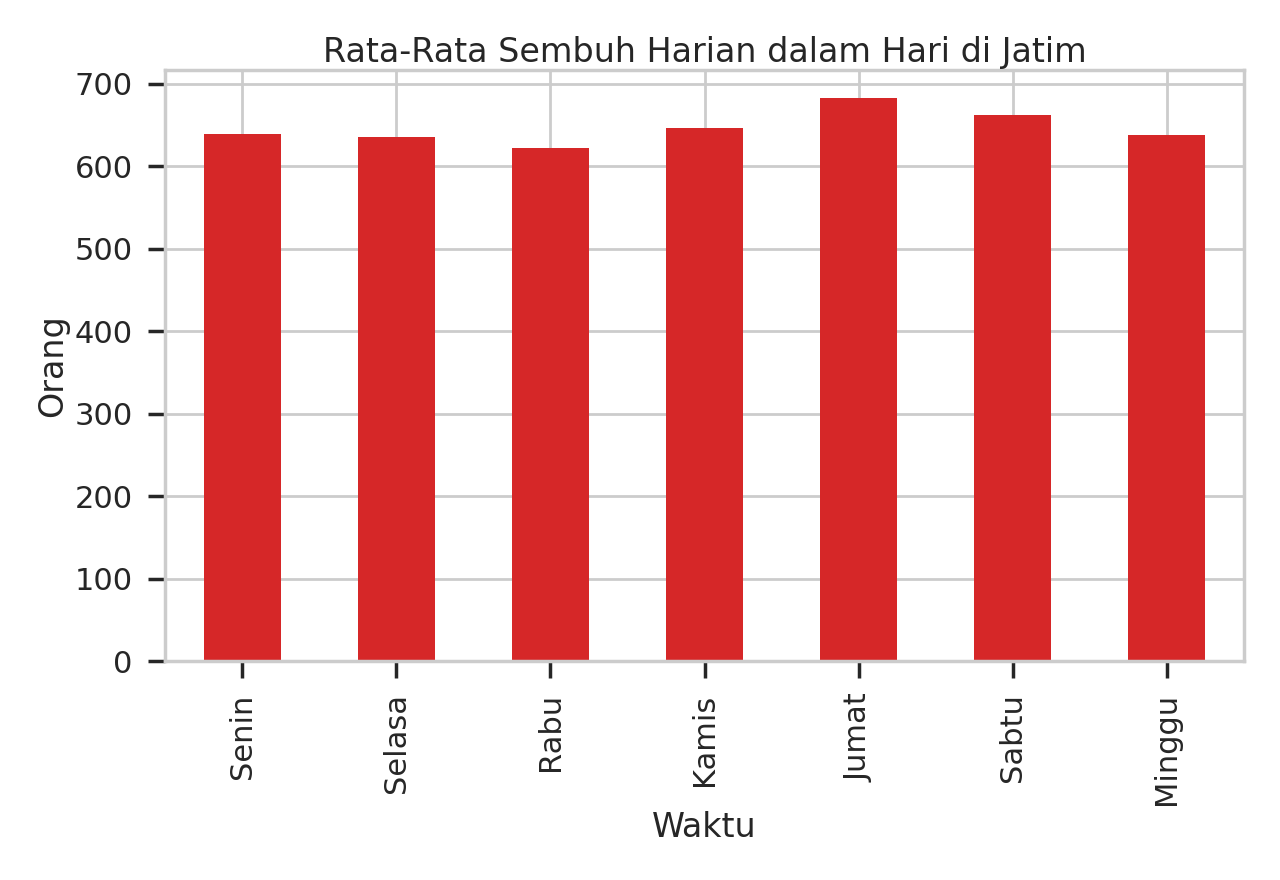 Rata-Rata Sembuh Harian dalam Hari di Jatim
700
600
500
400
300
200
100
0
Orang
Senin
Selasa
Rabu
Kamis
Jumat
Sabtu
Minggu
Waktu